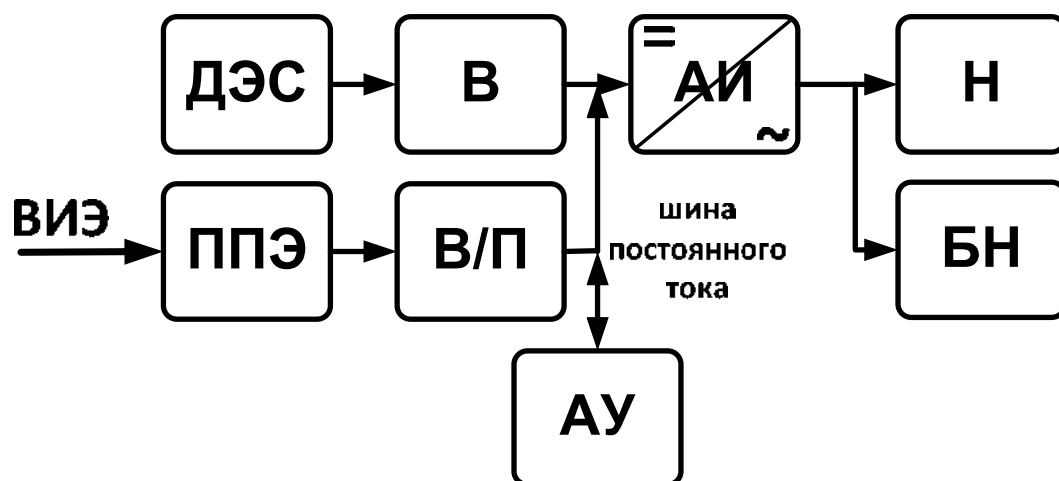 ДЭС
В
=
АИ
~
Н
ВИЭ
ППЭ
В/П
шина
постоянного
тока
БН
АУ